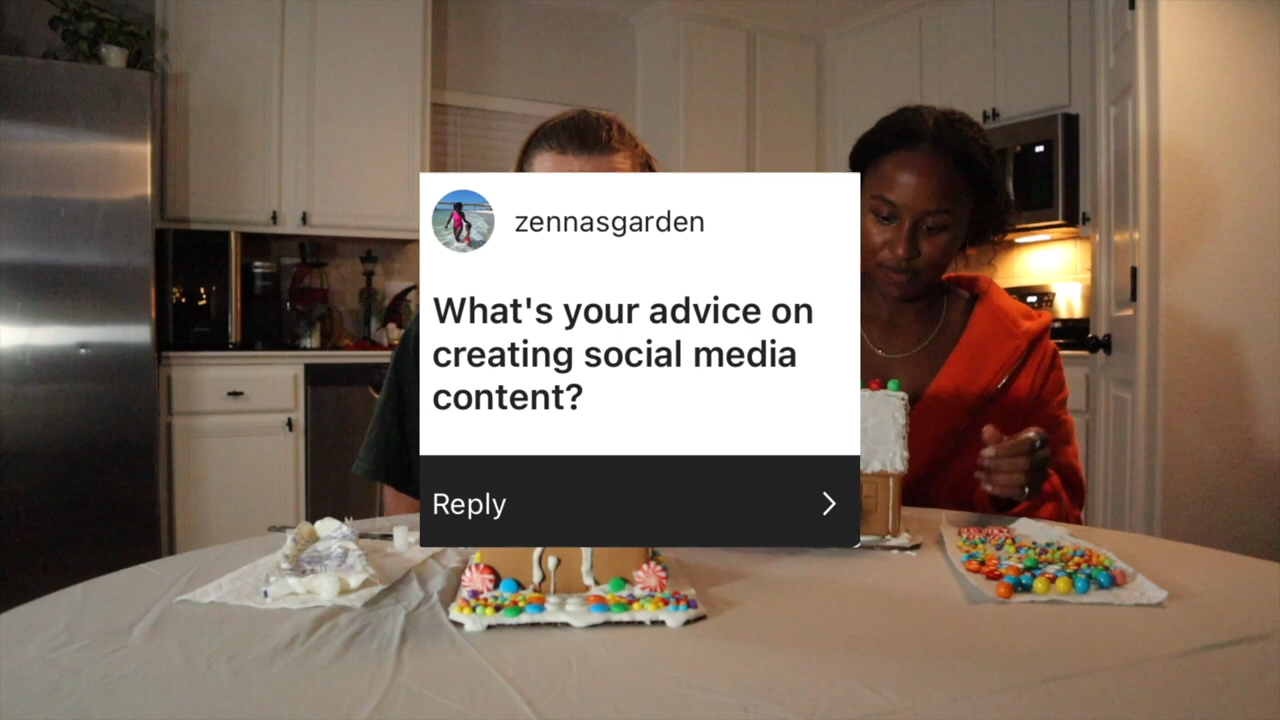 zennasgarden
What's your advice on
creating social media
content?
Reply